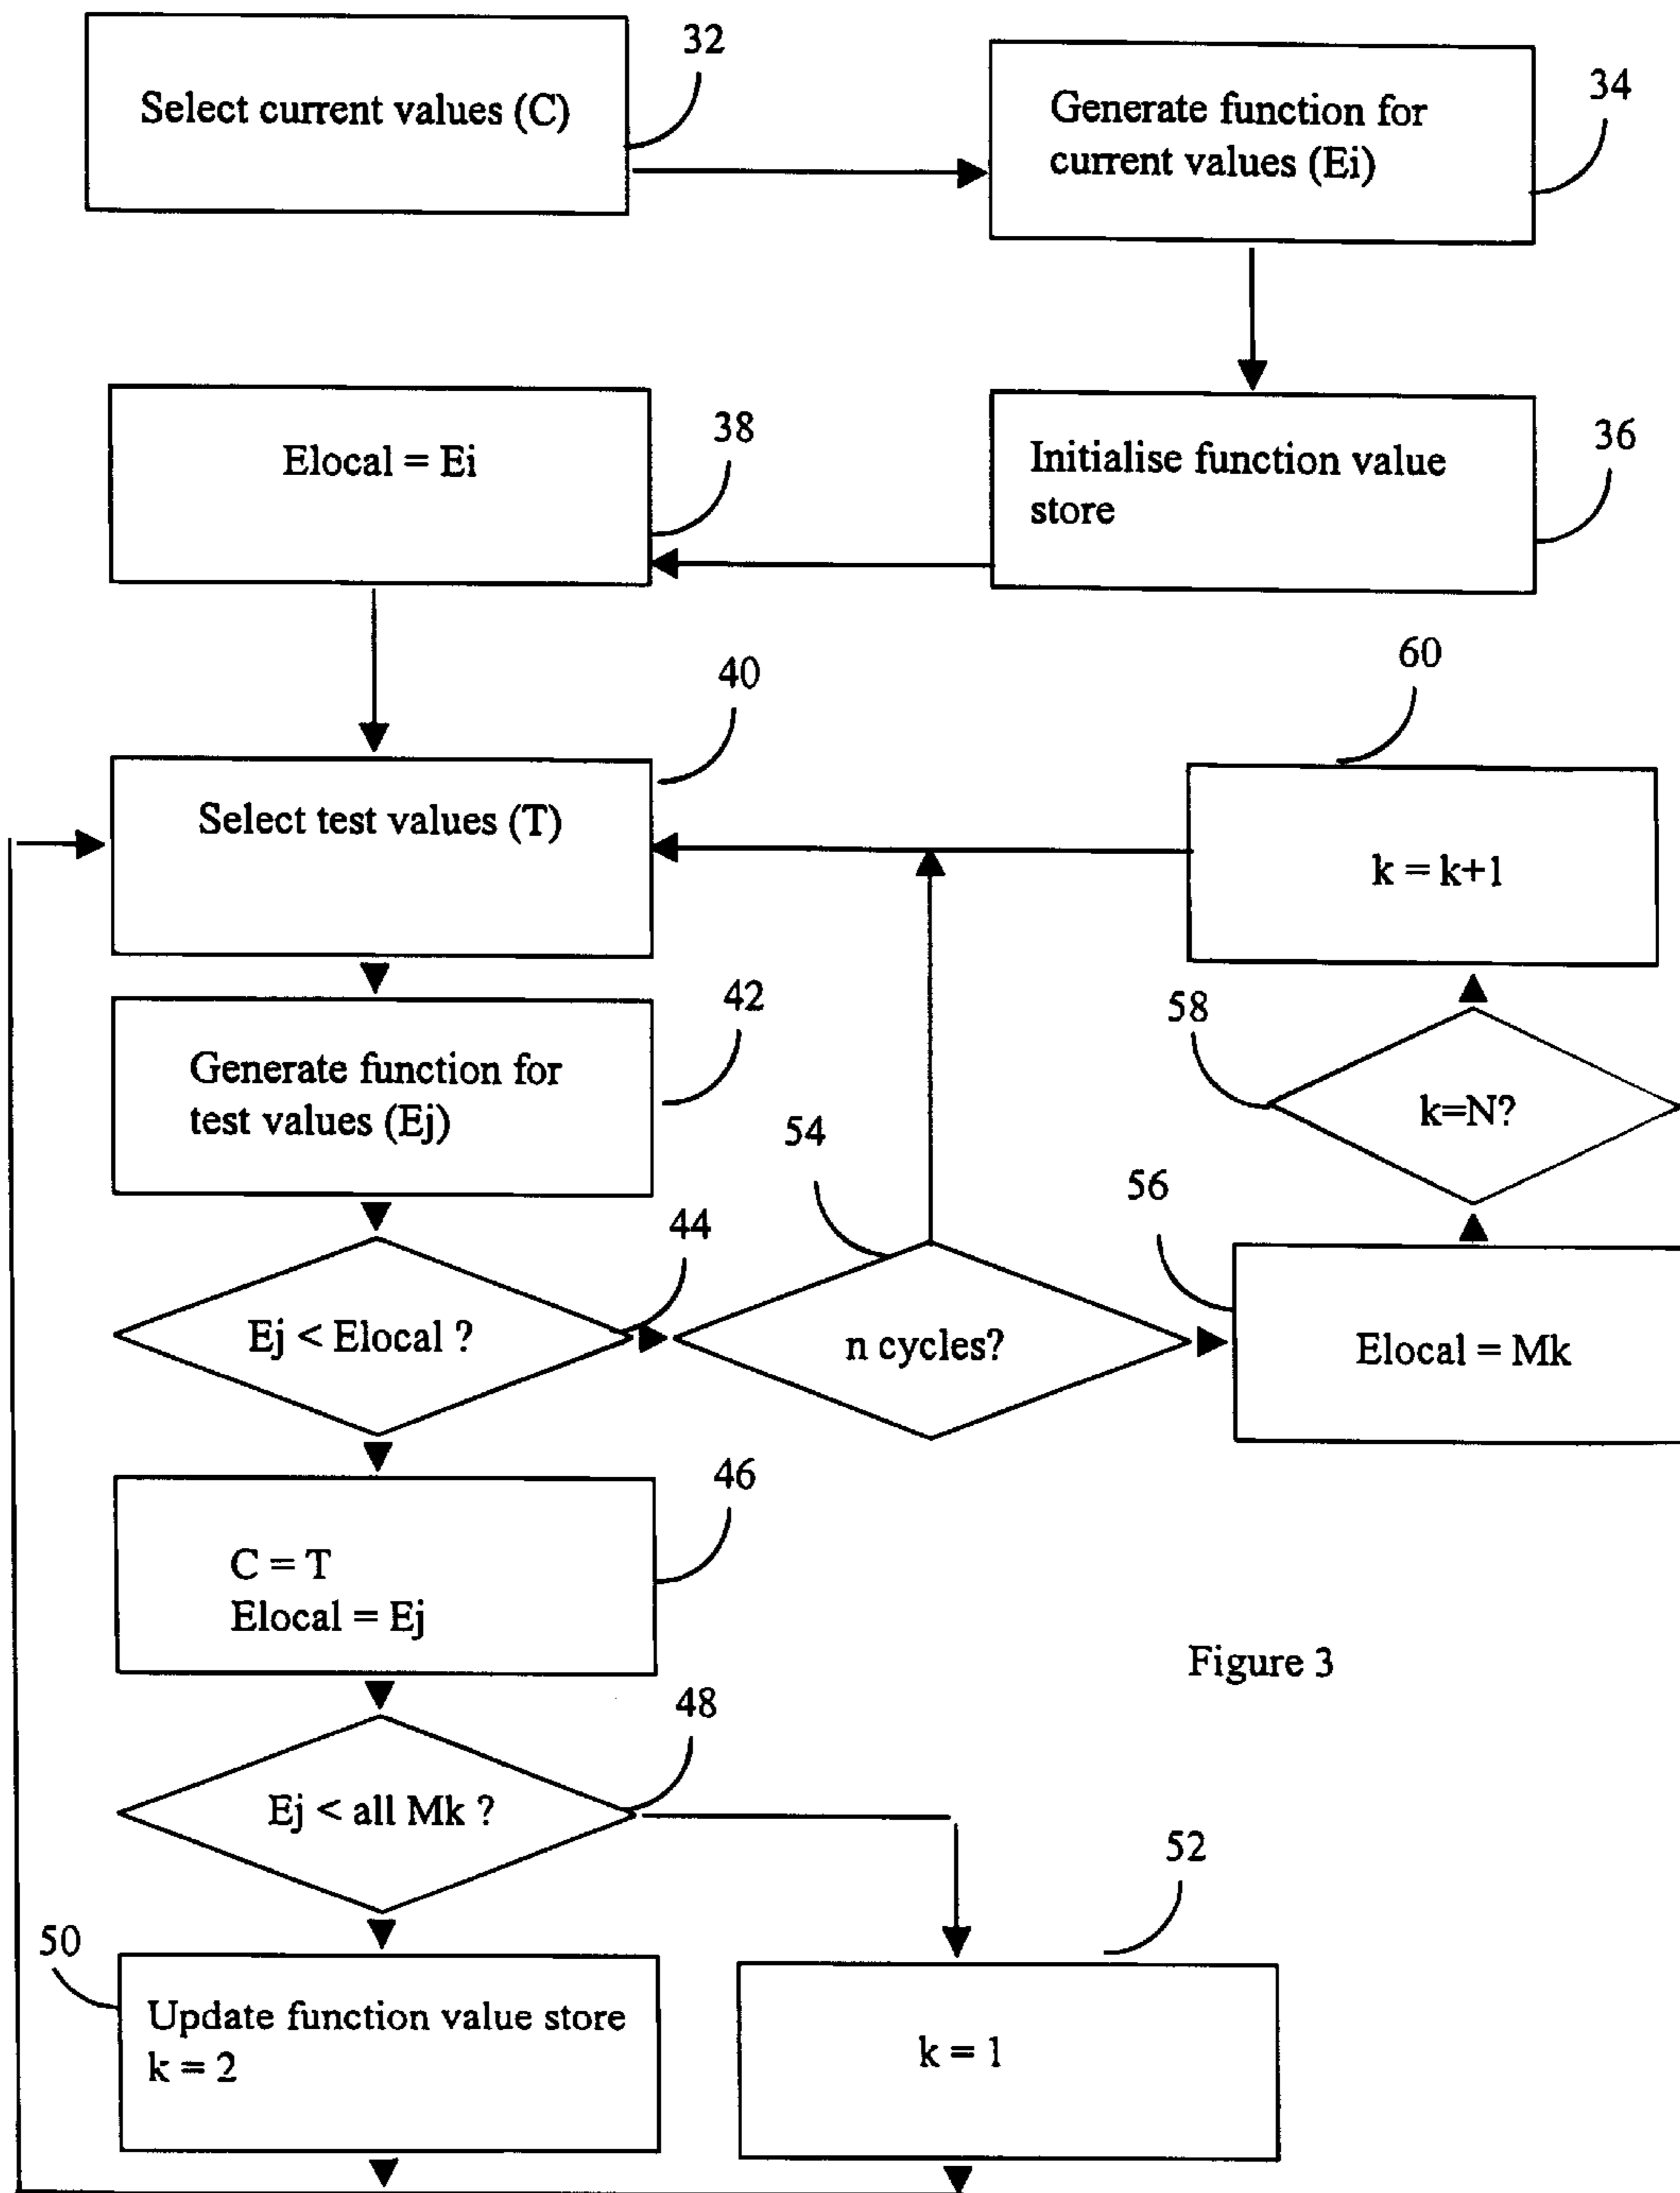 32
Select current values (C)
34
Generate function for
current values (Ei)
38
Elocal = Ei
36
Initialise function value
store
40
Select test values (T)
60
k = k+1
42
Generate function for
test values (Ej)
58
k=N?
54
56
44
Ej < Elocal ?
n cycles?
Elocal = Mk
46
C = T
Elocal = Ej
Figure 3
48
Ej < all Mk ?
52
50
Update function value store
k = 2
k = 1